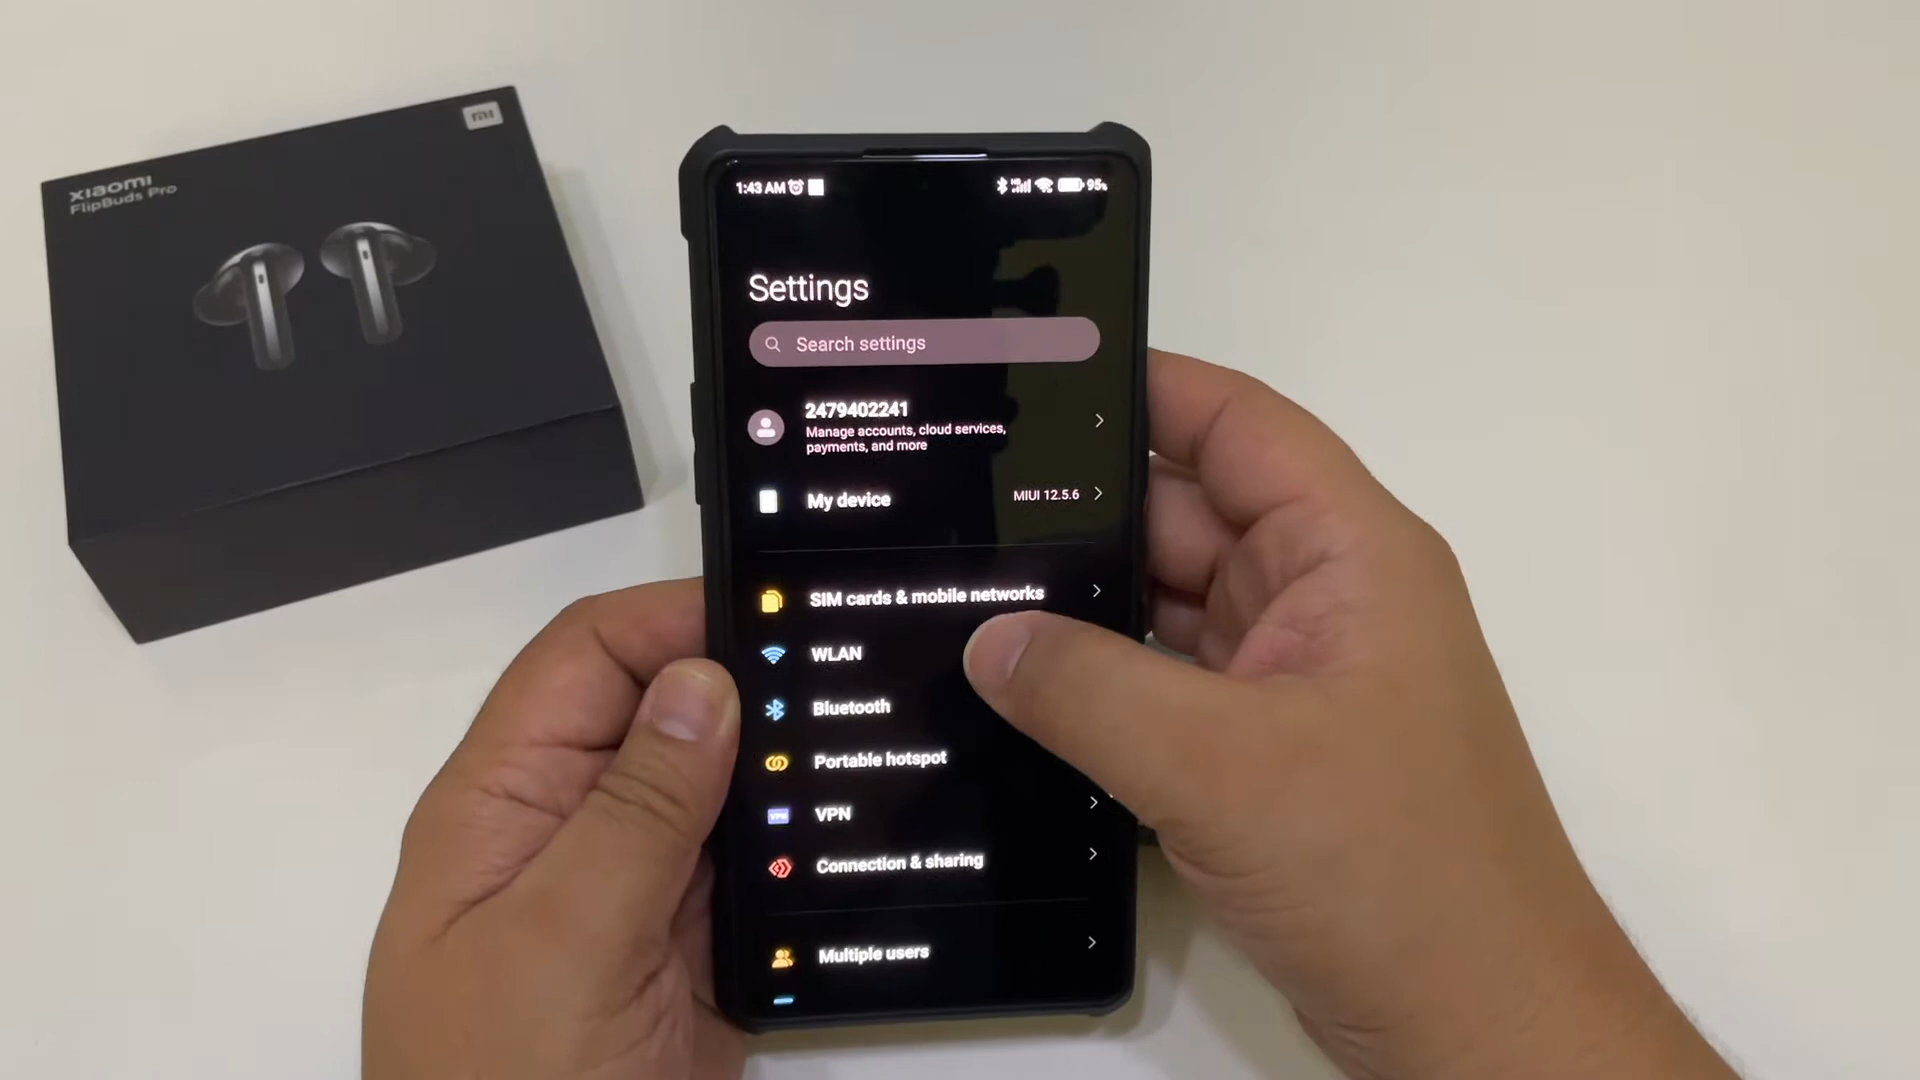 mi
XIAOMI
FlipBuds Pro
1:43 AM
95%
Settings
Search settings
2479402241
Manage accounts, cloud services,
payments, and more
My device
MIUI 12.5.6
SIM cards & mobile networks
WLAN
Bluetooth
Portable hotspot
VPN
VPN
Connection & sharing
Multiple users